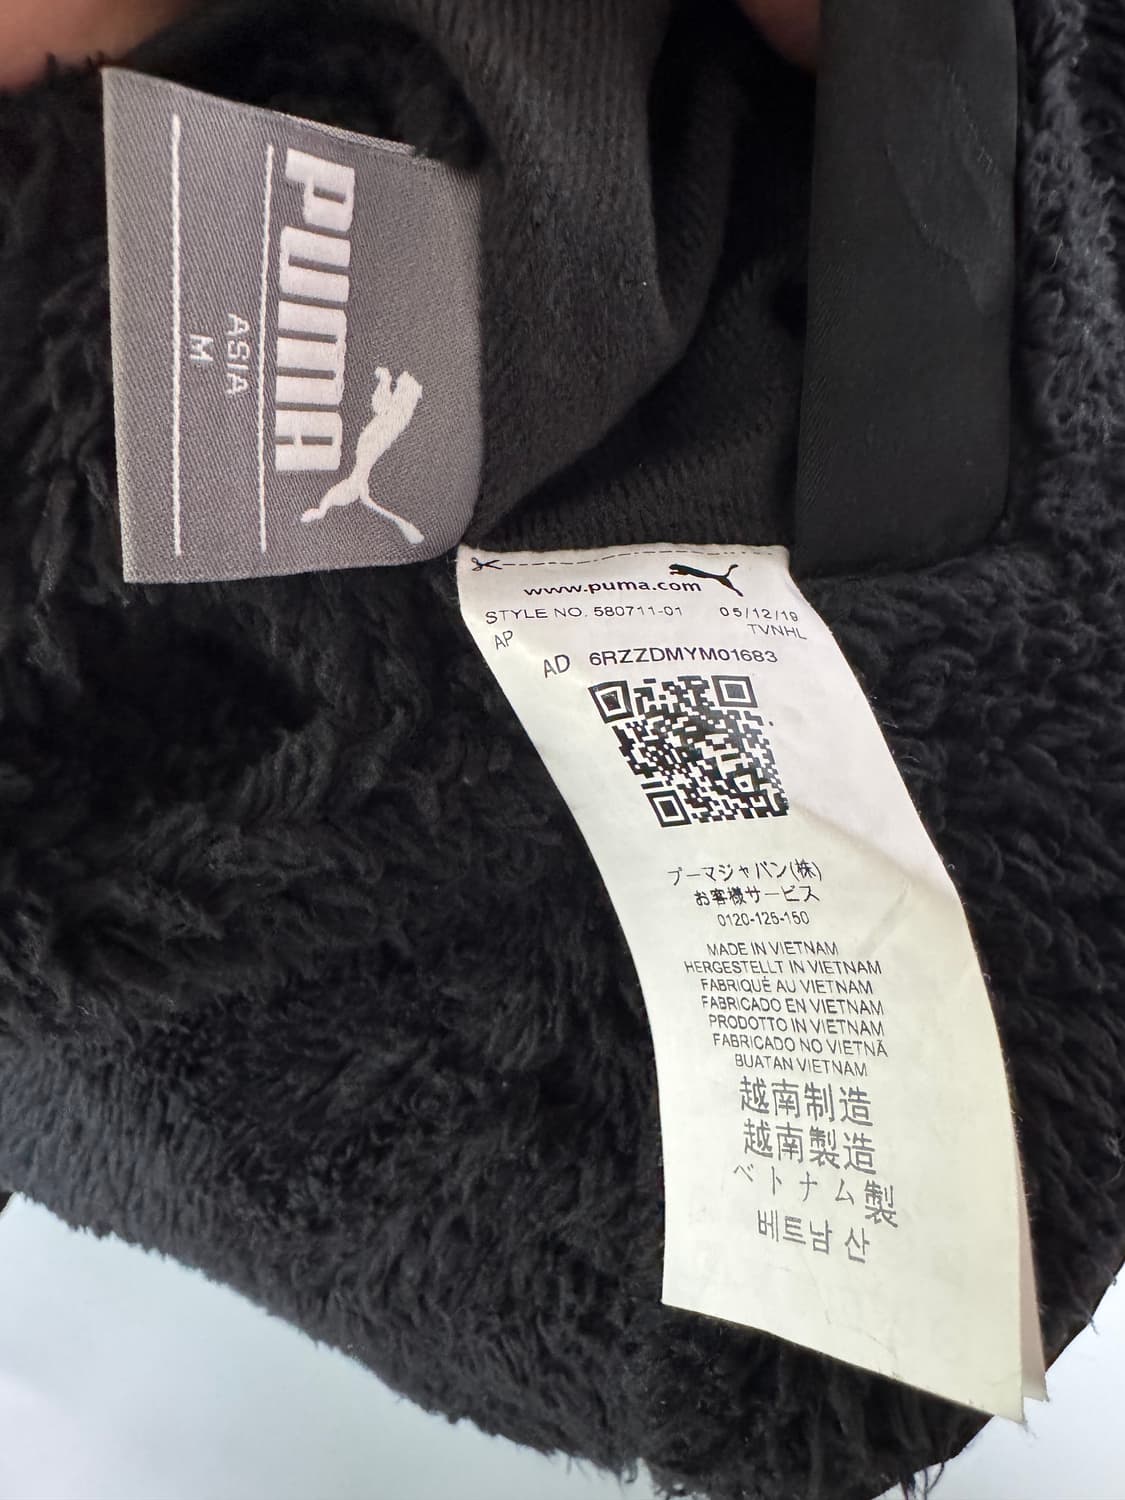 PUMA
ASIA
M
www.puma.com
STYLE NO. 580711-01 05/12/19
AP TVNHL
AD 6RZZDMYM01683
プーマジャパン(株)
お客様サービス
0120-125-150
MADE IN VIETNAM
HERGESTELLT IN VIETNAM
FABRIQUÉ AU VIETNAM
FABRICADO EN VIETNAM
PRODOTTO IN VIETNAM
FABRICADO NO VIETNÃ
BUATAN VIETNAM
越南制造
越南製造
ベトナム製
베트남 산